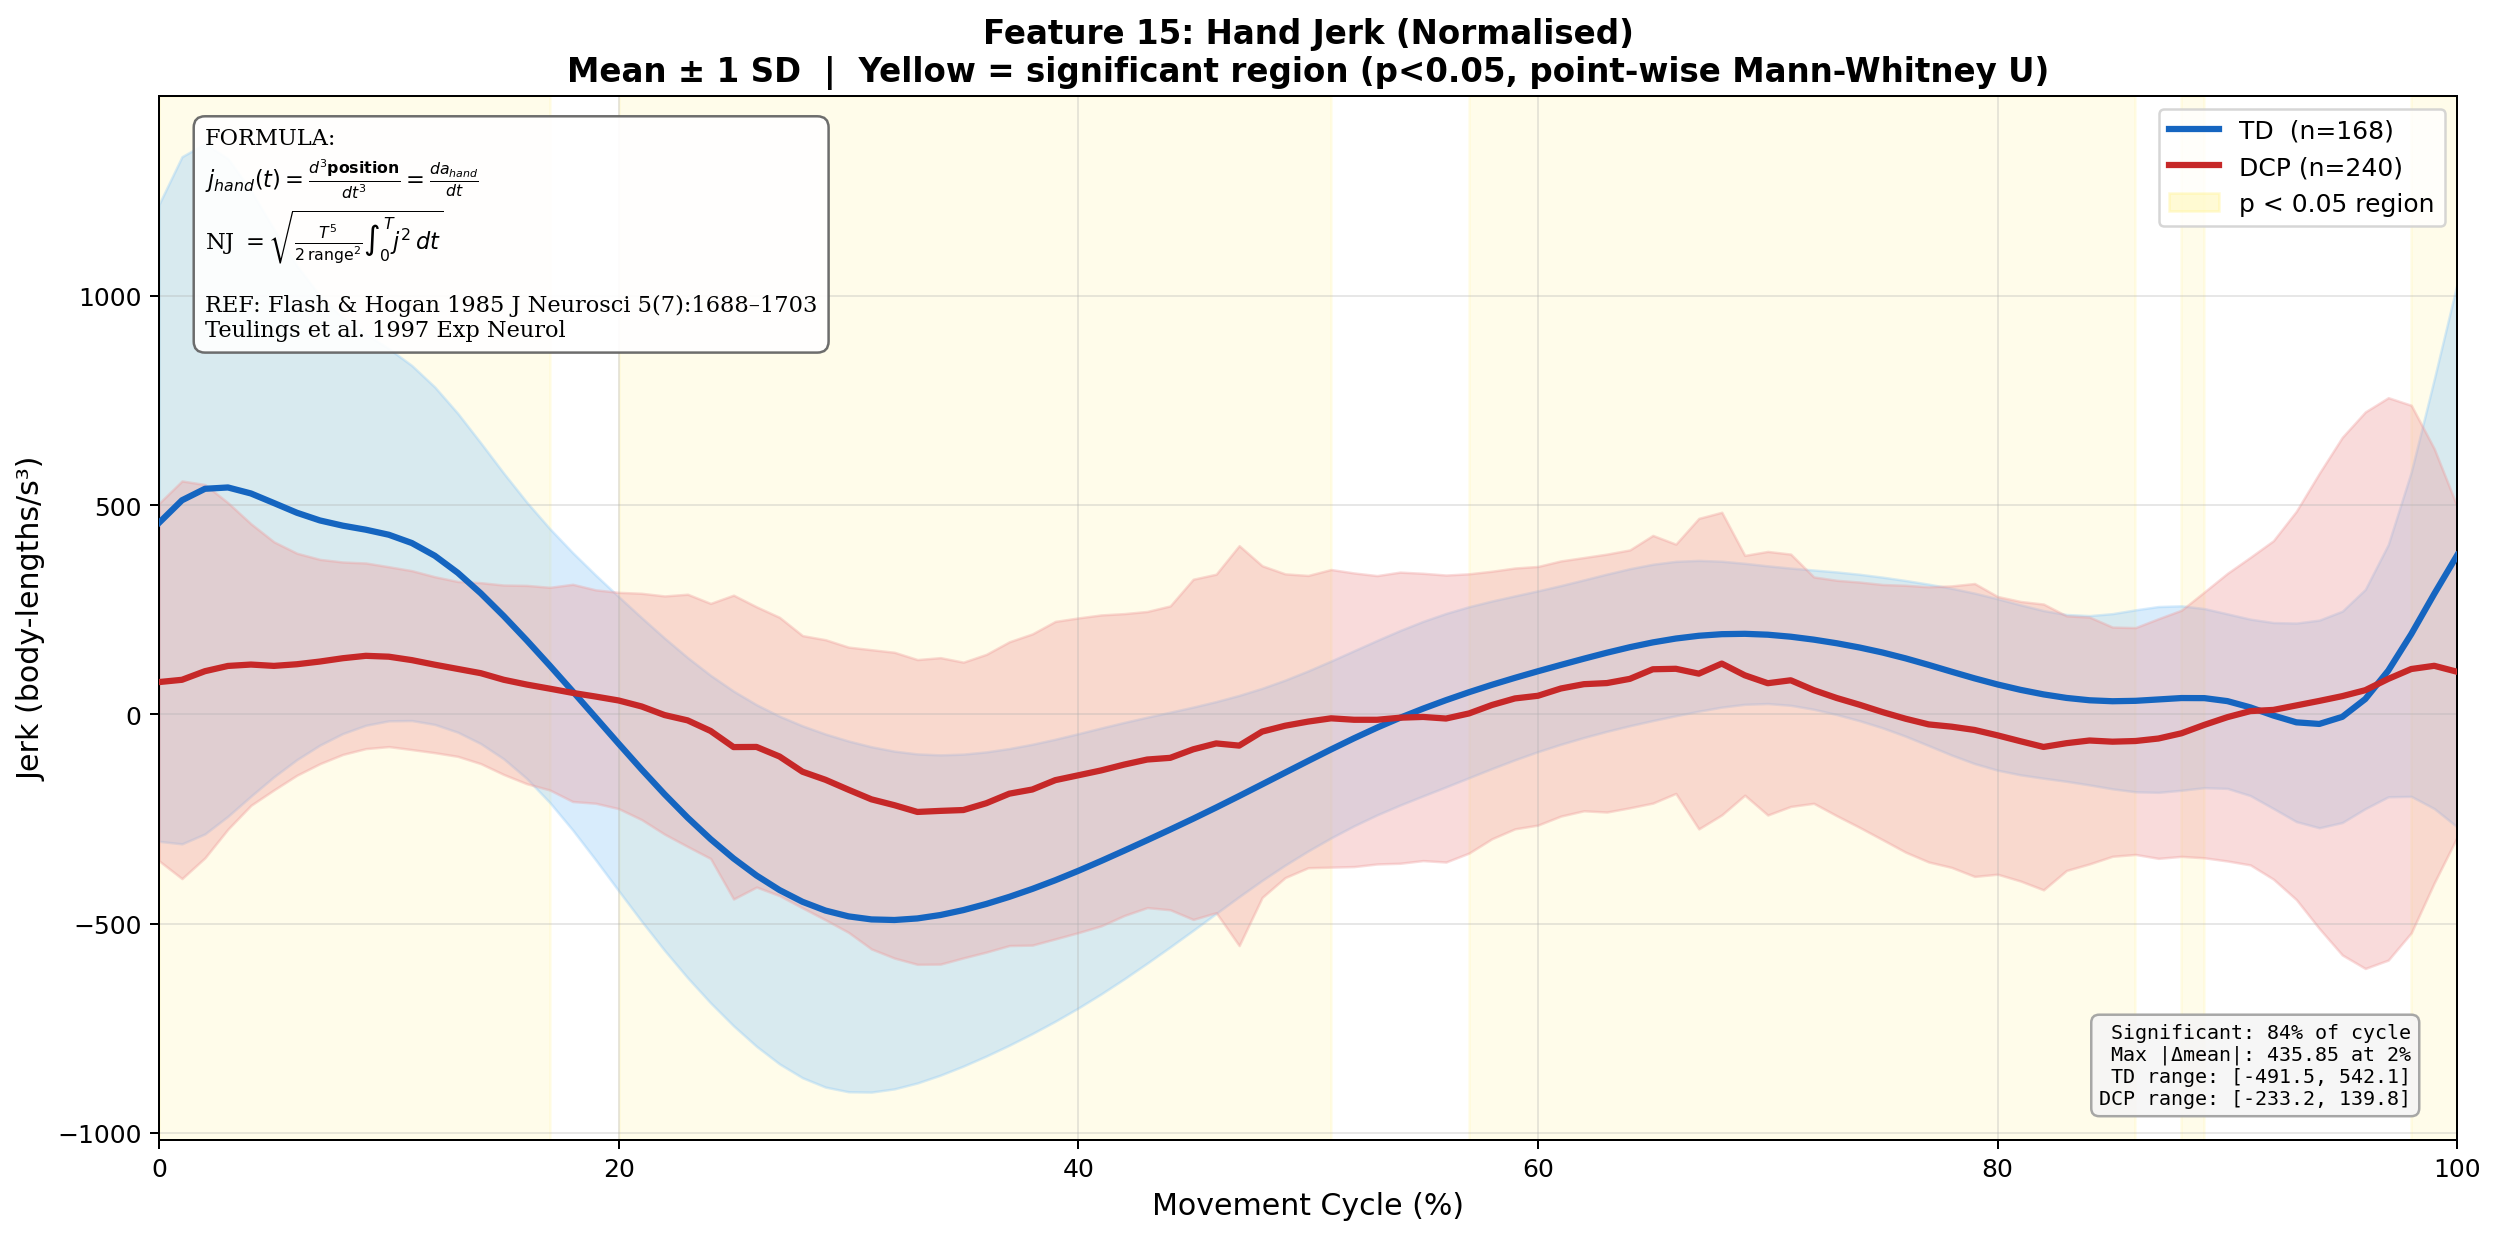 Feature 15: Hand Jerk (Normalised)
Mean ± 1 SD | Yellow = significant region (p<0.05, point-wise Mann-Whitney U)
FORMULA:
j_hand(t) = d³position/dt³ = da_hand/dt
NJ = √(T⁵/(2 range²) ∫₀ᵀ j² dt)
REF: Flash & Hogan 1985 J Neurosci 5(7):1688–1703
Teulings et al. 1997 Exp Neurol
TD (n=168)
DCP (n=240)
p < 0.05 region
Jerk (body-lengths/s³)
1000
500
0
−500
−1000
Significant: 84% of cycle
Max |Δmean|: 435.85 at 2%
TD range: [-491.5, 542.1]
DCP range: [-233.2, 139.8]
0 20 40 60 80 100
Movement Cycle (%)